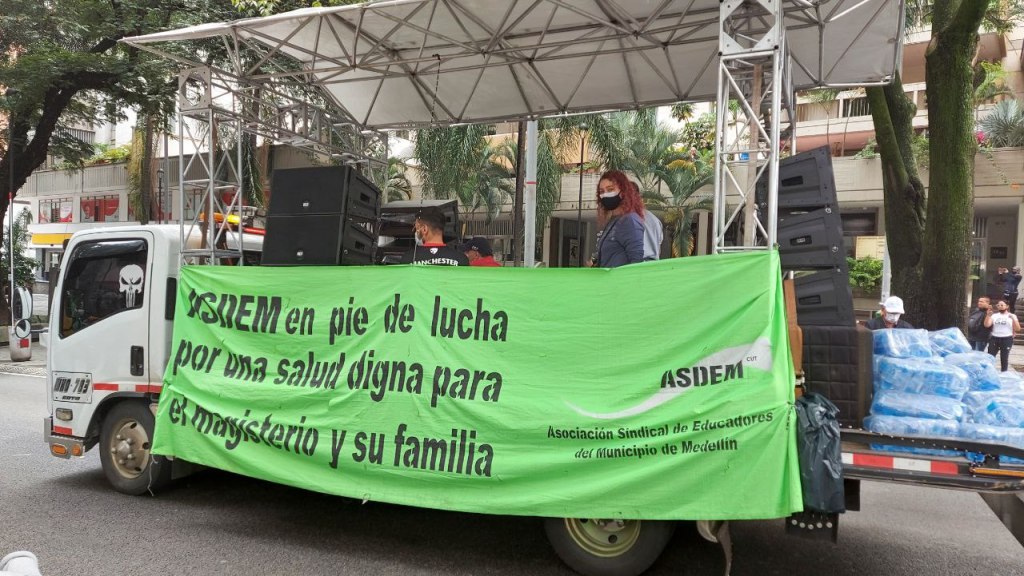 ASDEM en pie de lucha
por una salud digna para
el magisterio y su familia
CUT
ASDEM
Asociación Sindical de Educadores
del Municipio de Medellín
MANCHESTER